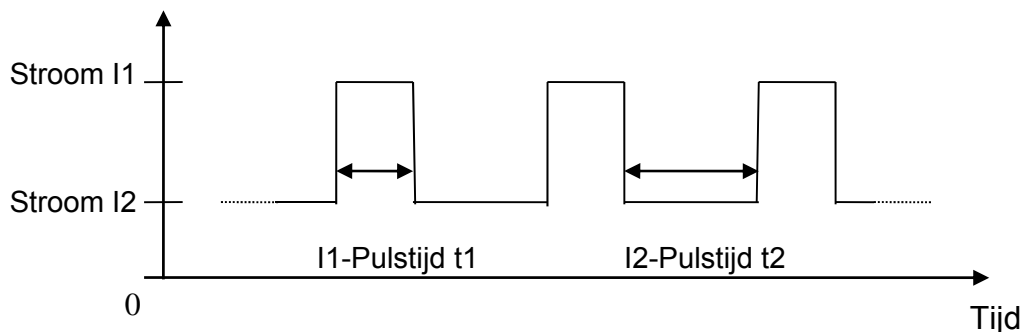 Stroom I1
Stroom I2
I1-Pulstijd t1 I2-Pulstijd t2
0
Tijd